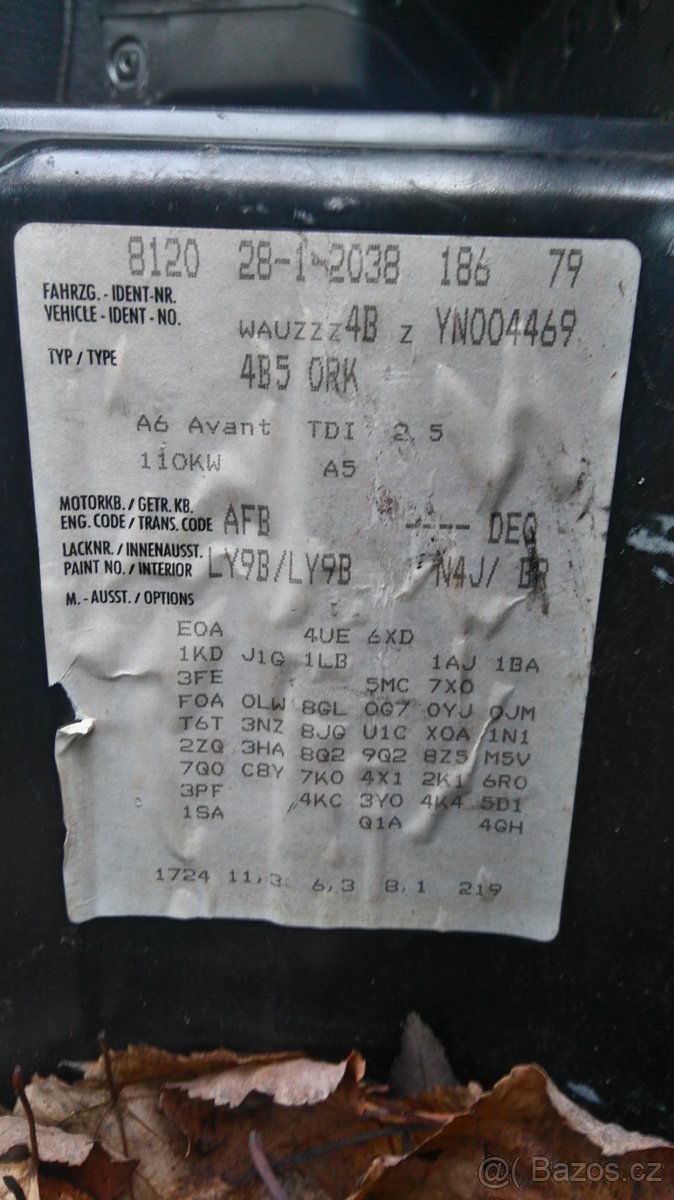 8120 28-1-2038 186 79
FAHRZG. - IDENT-NR.
VEHICLE - IDENT - NO. WAUZZZ4B Z YN004469
TYP / TYPE 4B5 0RK
A6 Avant TDI 2,5
110KW A5
MOTORKB. / GETR. KB.
ENG. CODE / TRANS. CODE AFB ---- DEQ
LACKNR. / INNENAUSST.
PAINT NO. / INTERIOR LY9B/LY9B N4J/ BR
M. - AUSST. / OPTIONS
E0A 4UE 6XD
1KD J1G 1LB 1AJ 1BA
3FE 5MC 7X0
F0A 0LW 8GL 0G7 0YJ 0JM
T6T 3NZ 8JG U1C X0A 1N1
2ZQ 3HA 8Q2 9Q2 8Z5 M5V
7Q0 C8Y 7K0 4X1 2K1 6R0
3PF 4KC 3Y0 4K4 5D1
1SA Q1A 4GH
1724 11,3 6,3 8,1 219
@ Bazos.cz